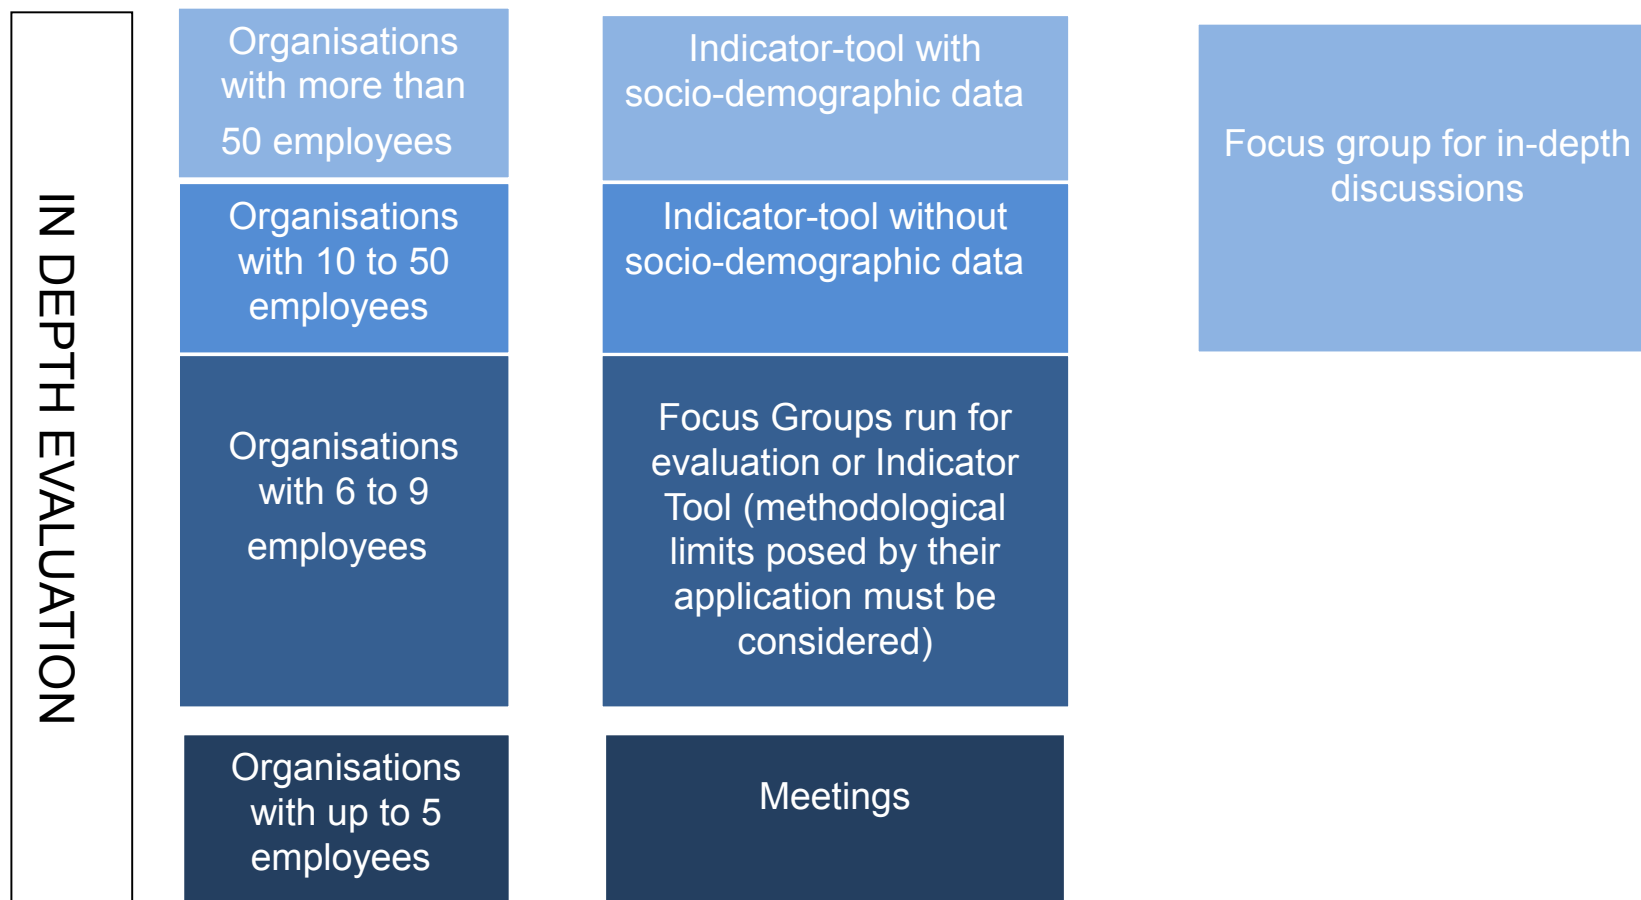 IN DEPTH EVALUATION
Organisations
with more than
50 employees
Indicator-tool with
socio-demographic data
Focus group for in-depth
discussions
Organisations
with 10 to 50
employees
Indicator-tool without
socio-demographic data
Organisations
with 6 to 9
employees
Focus Groups run for
evaluation or Indicator
Tool (methodological
limits posed by their
application must be
considered)
Organisations
with up to 5
employees
Meetings